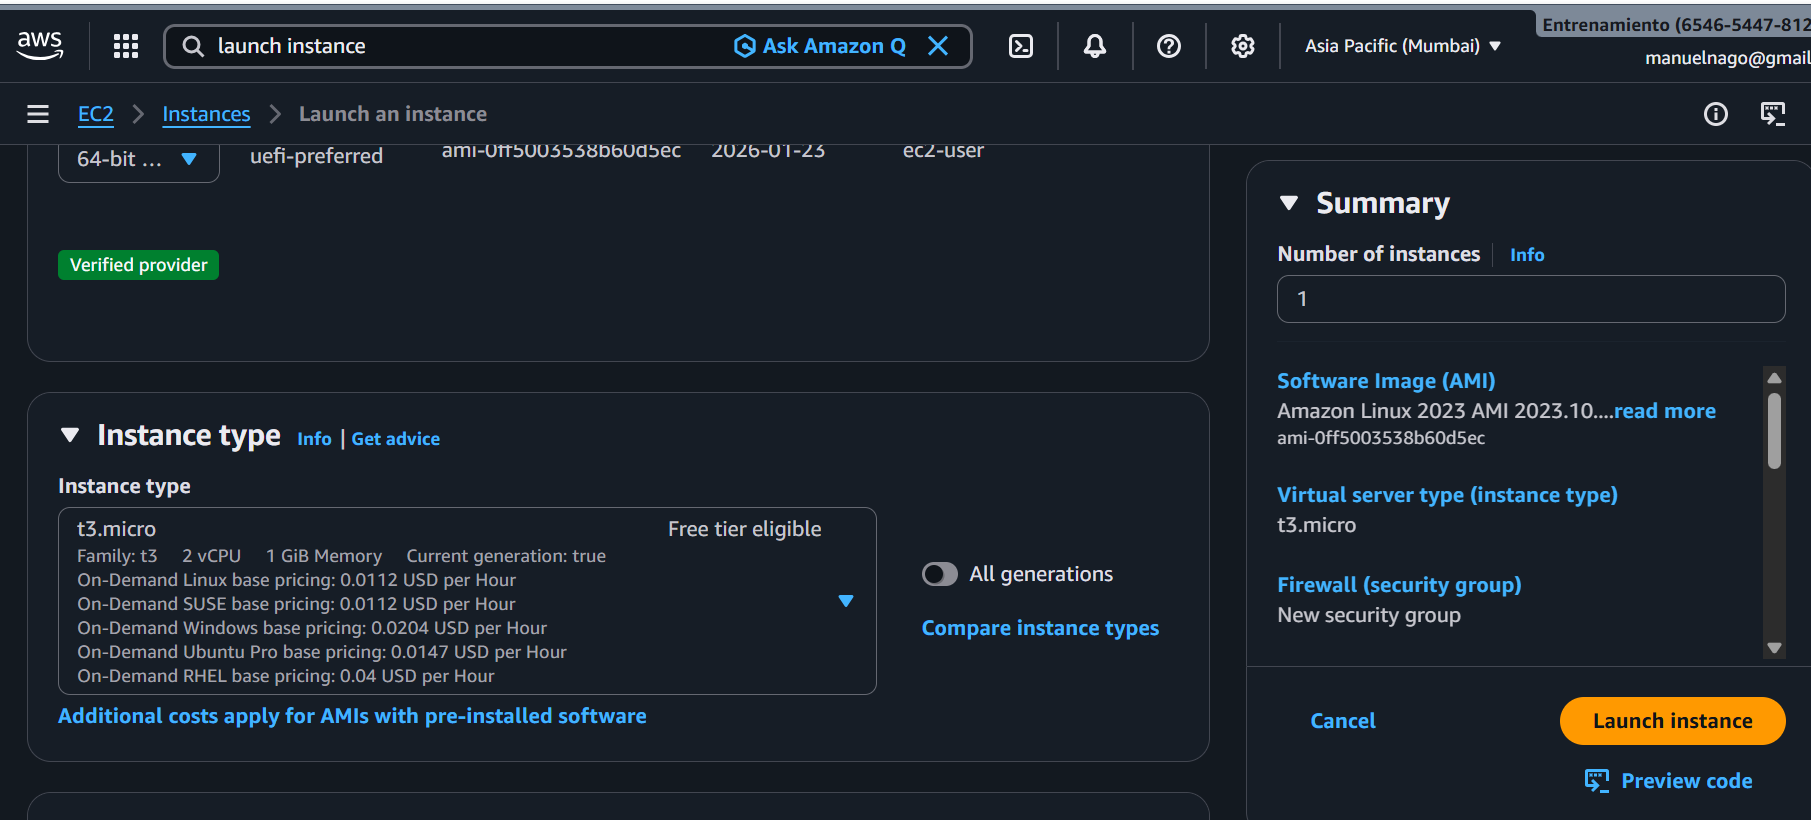 aws
launch instance
Ask Amazon Q
Asia Pacific (Mumbai)
Entrenamiento (6546-5447-812
manuelnago@gmail
EC2 > Instances > Launch an instance
64-bit ...
uefi-preferred
ami-0ff5003538b60d5ec
2026-01-23
ec2-user
Verified provider
Instance type
Info | Get advice
Instance type
t3.micro
Free tier eligible
Family: t3 2 vCPU 1 GiB Memory Current generation: true
On-Demand Linux base pricing: 0.0112 USD per Hour
On-Demand SUSE base pricing: 0.0112 USD per Hour
On-Demand Windows base pricing: 0.0204 USD per Hour
On-Demand Ubuntu Pro base pricing: 0.0147 USD per Hour
On-Demand RHEL base pricing: 0.04 USD per Hour
All generations
Compare instance types
Additional costs apply for AMIs with pre-installed software
Summary
Number of instances
Info
1
Software Image (AMI)
Amazon Linux 2023 AMI 2023.10....read more
ami-0ff5003538b60d5ec
Virtual server type (instance type)
t3.micro
Firewall (security group)
New security group
Cancel
Launch instance
Preview code